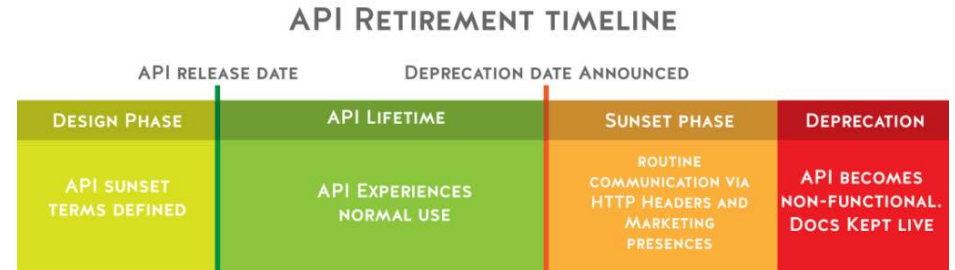 API Retirement timeline
API release date
Deprecation date Announced
Design Phase
API Lifetime
Sunset phase
Deprecation
API sunset
terms defined
API Experiences
normal use
routine
communication via
HTTP Headers and
Marketing
presences
API becomes
non-functional.
Docs Kept live